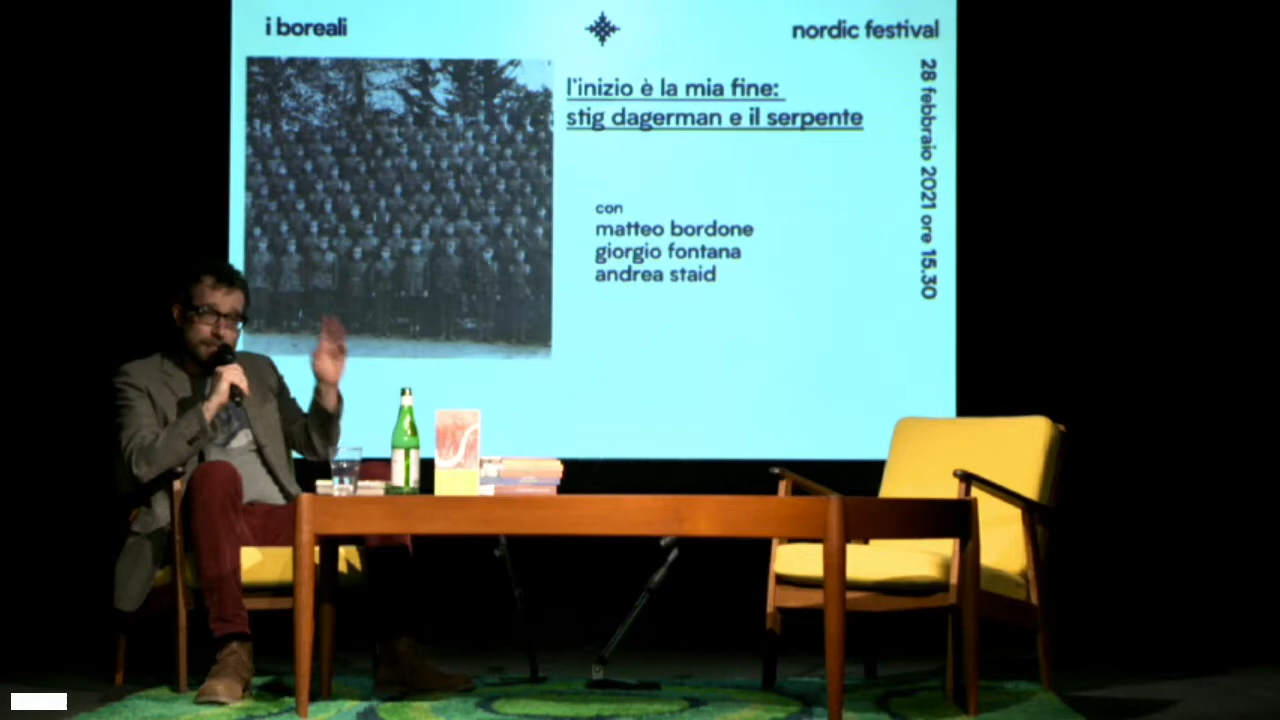 i boreali
nordic festival
l'inizio è la mia fine:
stig dagerman e il serpente
con
matteo bordone
giorgio fontana
andrea staid
28 febbraio 2021 ore 15.30